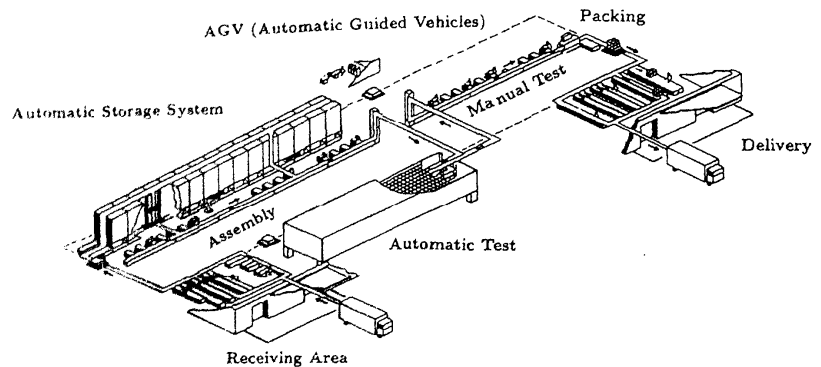 Packing
AGV (Automatic Guided Vehicles)
Manual Test
Automatic Storage System
Delivery
Assembly
Automatic Test
Receiving Area